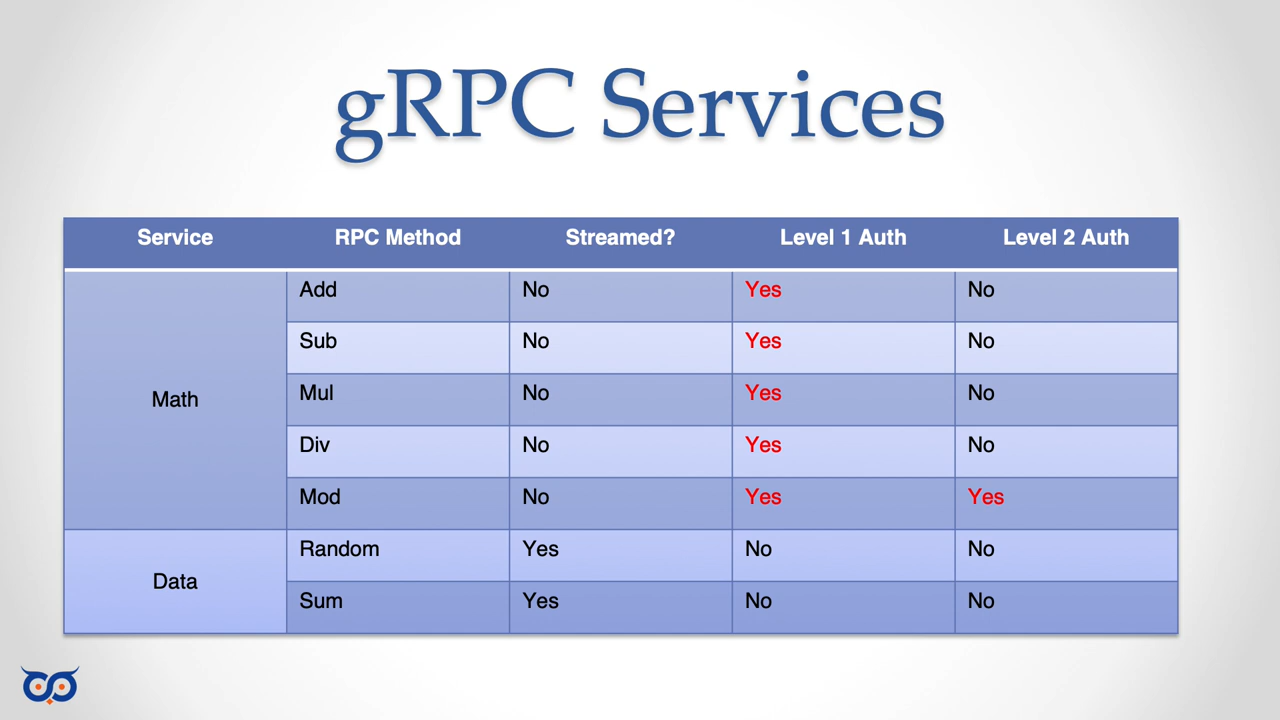 gRPC Services
Service RPC Method Streamed? Level 1 Auth Level 2 Auth
Math
Add No Yes No
Sub No Yes No
Mul No Yes No
Div No Yes No
Mod No Yes Yes
Data
Random Yes No No
Sum Yes No No